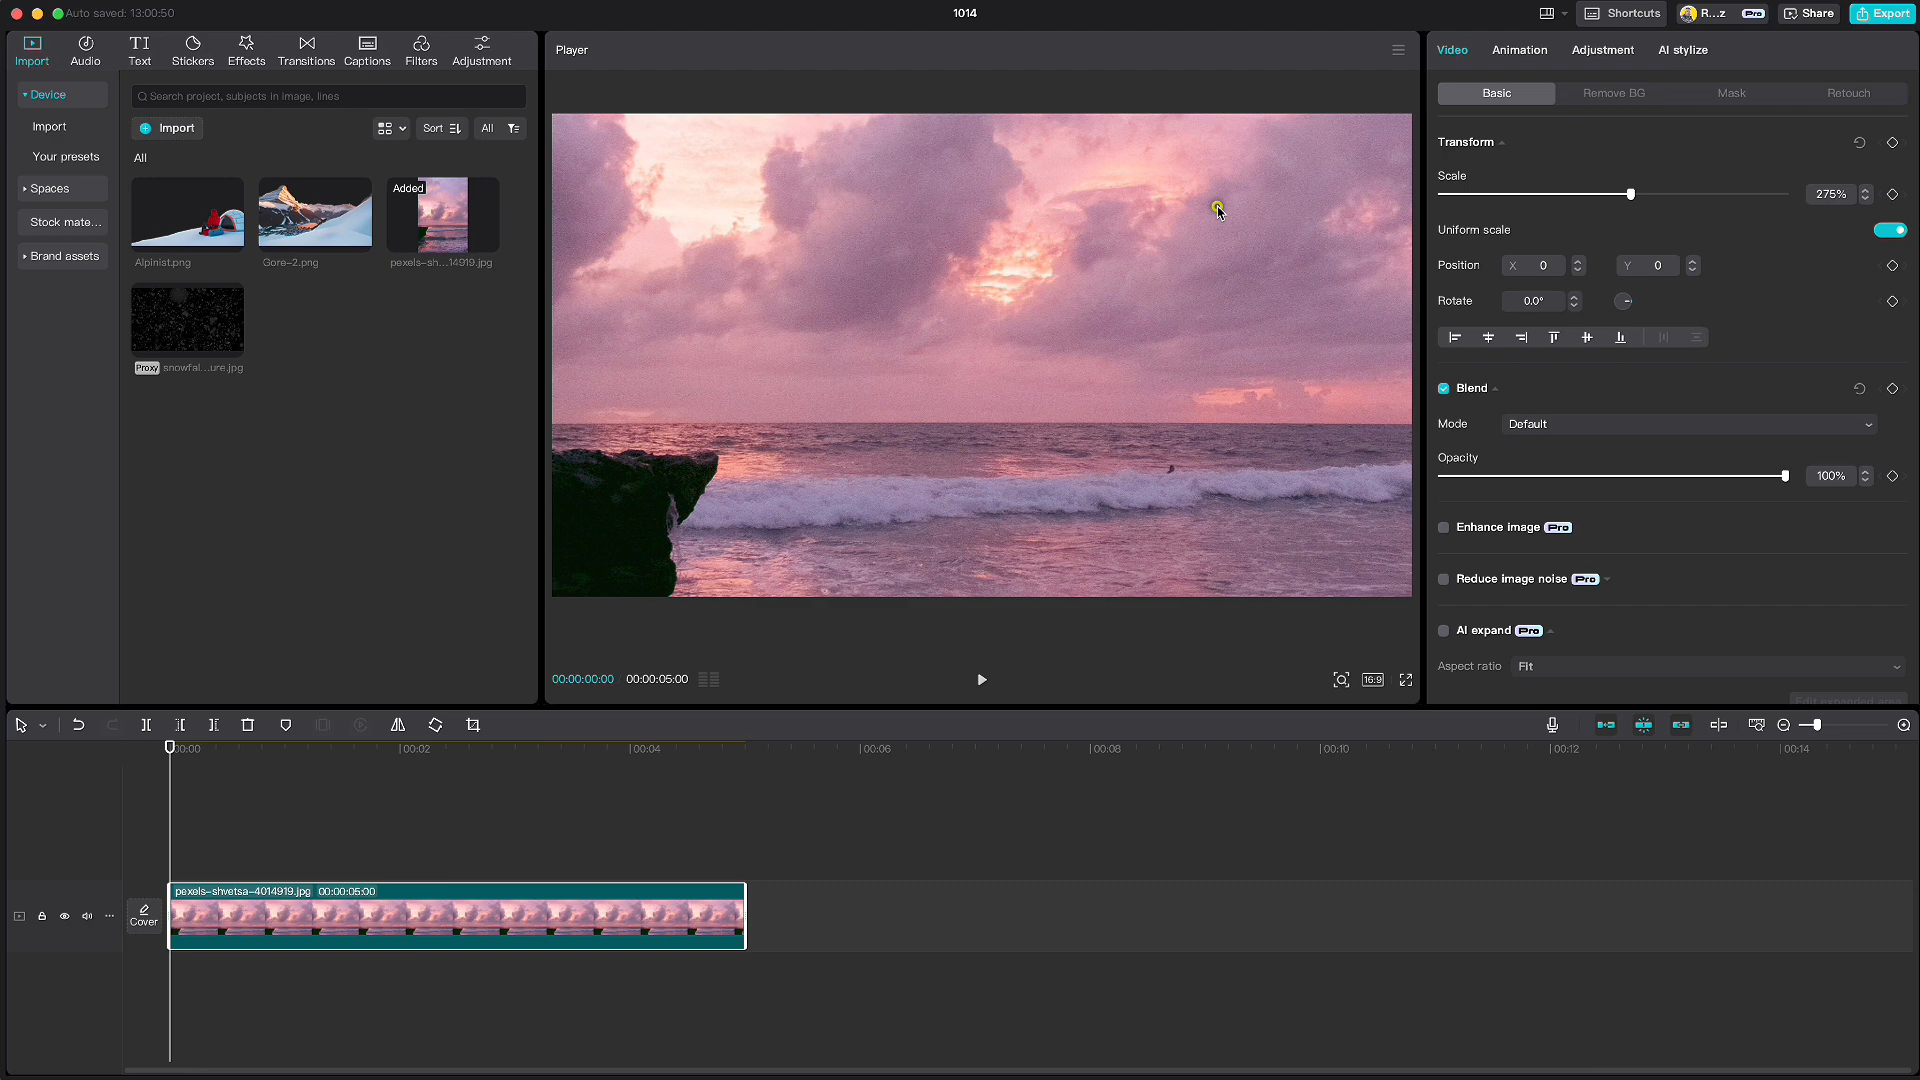 Auto saved: 13:00:50
1014
Shortcuts
R...z
Pro
Share
Export
Import
Audio
TI
Text
Stickers
Effects
Transitions
Captions
Filters
Adjustment
Device
Import
Your presets
Spaces
Stock mate...
Brand assets
Search project, subjects in image, lines
Import
Sort
All
All
Alpinist.png
Gore-2.png
Added
pexels-sh...14919.jpg
Proxy
snowfal...ure.jpg
Player
00:00:00:00
00:00:05:00
16:9
Video
Animation
Adjustment
AI stylize
Basic
Remove BG
Mask
Retouch
Transform
Scale
275%
Uniform scale
Position
X
0
Y
0
Rotate
0.0°
Blend
Mode
Default
Opacity
100%
Enhance image
Pro
Reduce image noise
Pro
AI expand
Pro
Aspect ratio
Fit
Edit expanded area
00:00
00:02
00:04
00:06
00:08
00:10
00:12
00:14
pexels-shvetsa-4014919.jpg 00:00:05:00
Cover